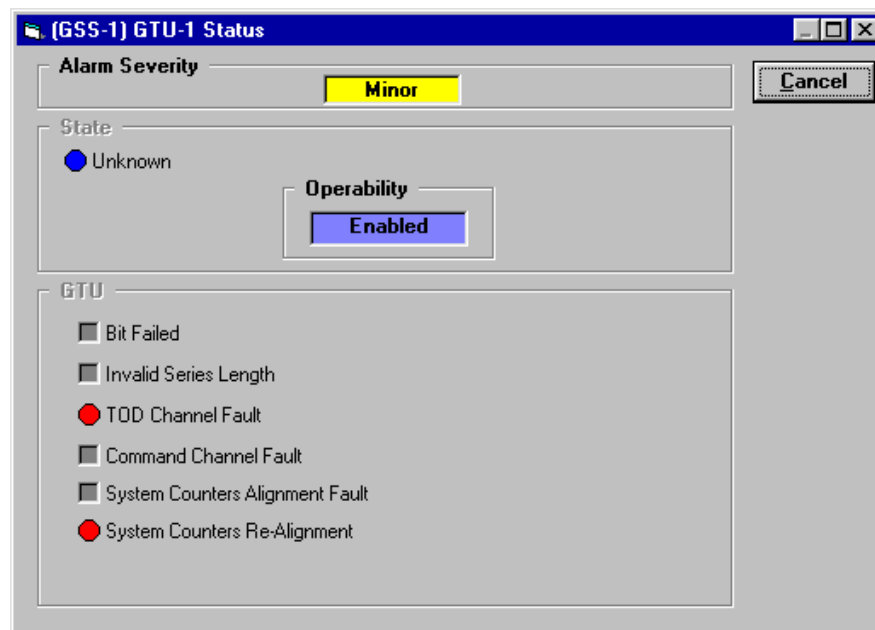 (GSS-1) GTU-1 Status
Alarm Severity
Minor
Cancel
State
Unknown
Operability
Enabled
GTU
Bit Failed
Invalid Series Length
TOD Channel Fault
Command Channel Fault
System Counters Alignment Fault
System Counters Re-Alignment